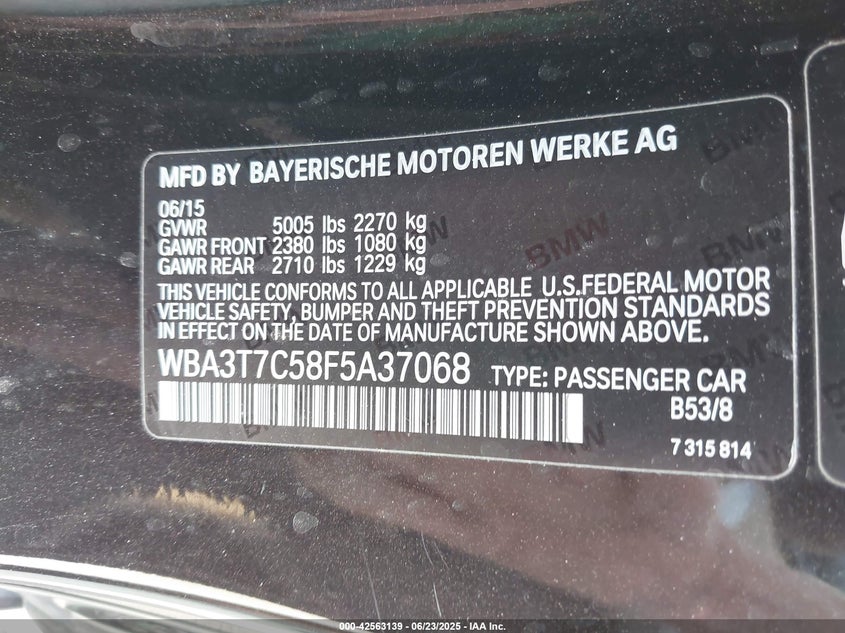 MFD BY BAYERISCHE MOTOREN WERKE AG
06/15
GVWR 5005 lbs 2270 kg
GAWR FRONT 2380 lbs 1080 kg
GAWR REAR 2710 lbs 1229 kg
THIS VEHICLE CONFORMS TO ALL APPLICABLE U.S.FEDERAL MOTOR
VEHICLE SAFETY, BUMPER AND THEFT PREVENTION STANDARDS
IN EFFECT ON THE DATE OF MANUFACTURE SHOWN ABOVE.
WBA3T7C58F5A37068 TYPE: PASSENGER CAR
B53/8
7 315 814
000-42563139 - 06/23/2025 - IAA Inc.